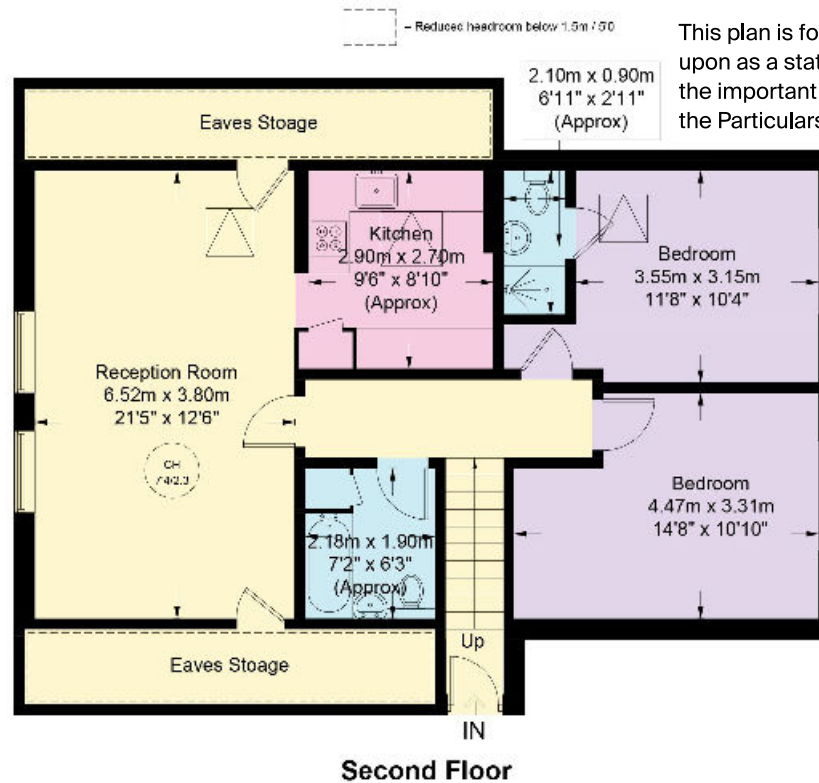 - Reduced headroom below 1.5m / 5'0
This plan is fo
upon as a stat
the important
the Particulars
2.10m x 0.90m
6'11" x 2'11"
(Approx)
Eaves Stoage
Kitchen
2.90m x 2.70m
9'6" x 8'10"
(Approx)
Bedroom
3.55m x 3.15m
11'8" x 10'4"
Reception Room
6.52m x 3.80m
21'5" x 12'6"
CH
Bedroom
4.47m x 3.31m
14'8" x 10'10"
2.18m x 1.90m
7'2" x 6'3"
(Approx)
Eaves Stoage
Up
IN
Second Floor